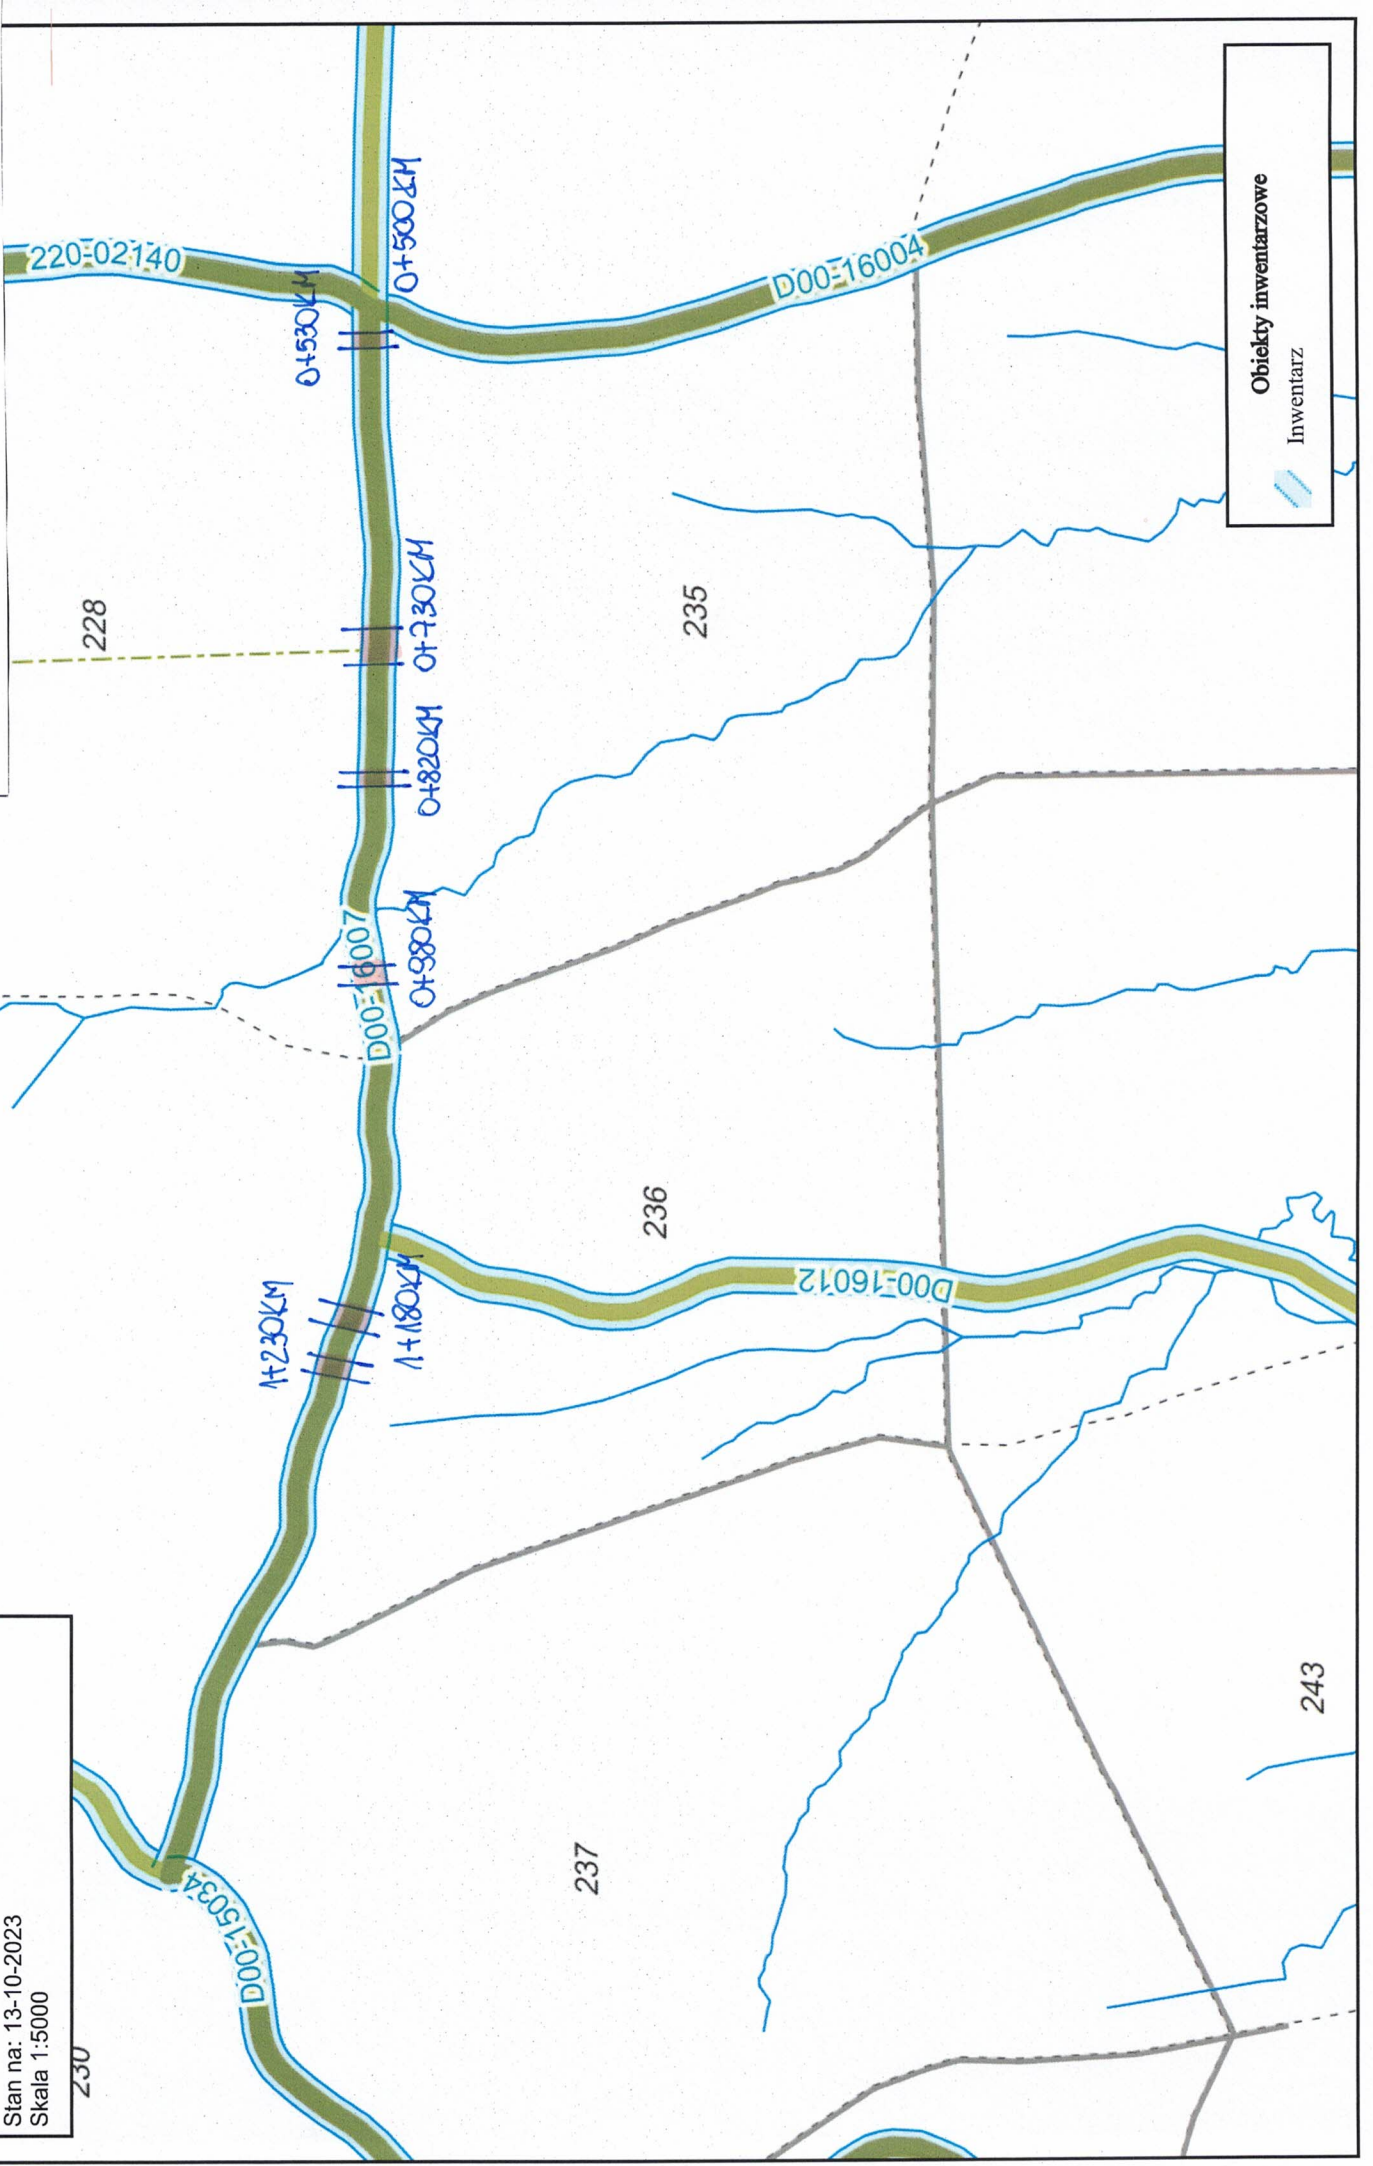 Stan na: 13-10-2023
Skala 1:5000
230
D00-15034
237
243
1+230KM
1+180KM
236
D00-16012
D00-16007
0+980KM
0+820KM
0+730KM
228
235
0+530KM
0+500KM
220-02140
D00-16004
Obiekty inwentarzowe
Inwentarz